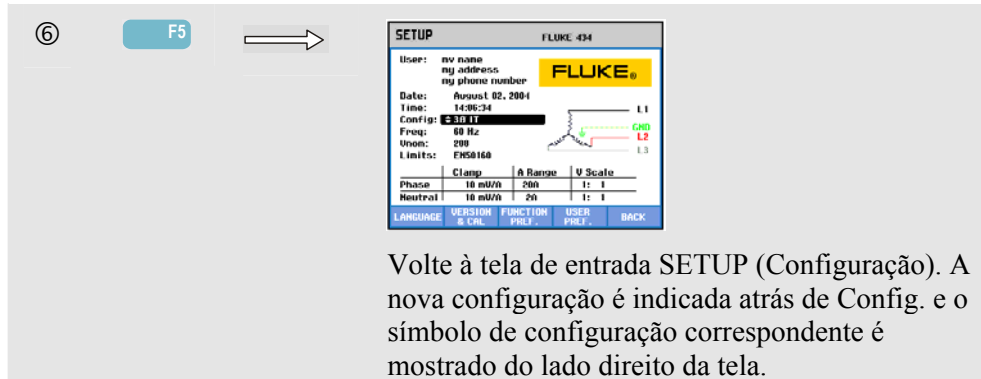 ⑥
F5
SETUP FLUKE 434
User: my name
my address
my phone number
FLUKE®
Date: August 02, 2004
Time: 14:06:34
Config: 3Ø IT
Freq: 60 Hz
Vnom: 200
Limits: EN50160
L1
GND
L2
L3
Clamp A Range V Scale
Phase 10 mV/A 20A 1: 1
Neutral 10 mV/A 2A 1: 1
LANGUAGE VERSION & CAL FUNCTION PREF. USER PREF. BACK
Volte à tela de entrada SETUP (Configuração). A
nova configuração é indicada atrás de Config. e o
símbolo de configuração correspondente é
mostrado do lado direito da tela.